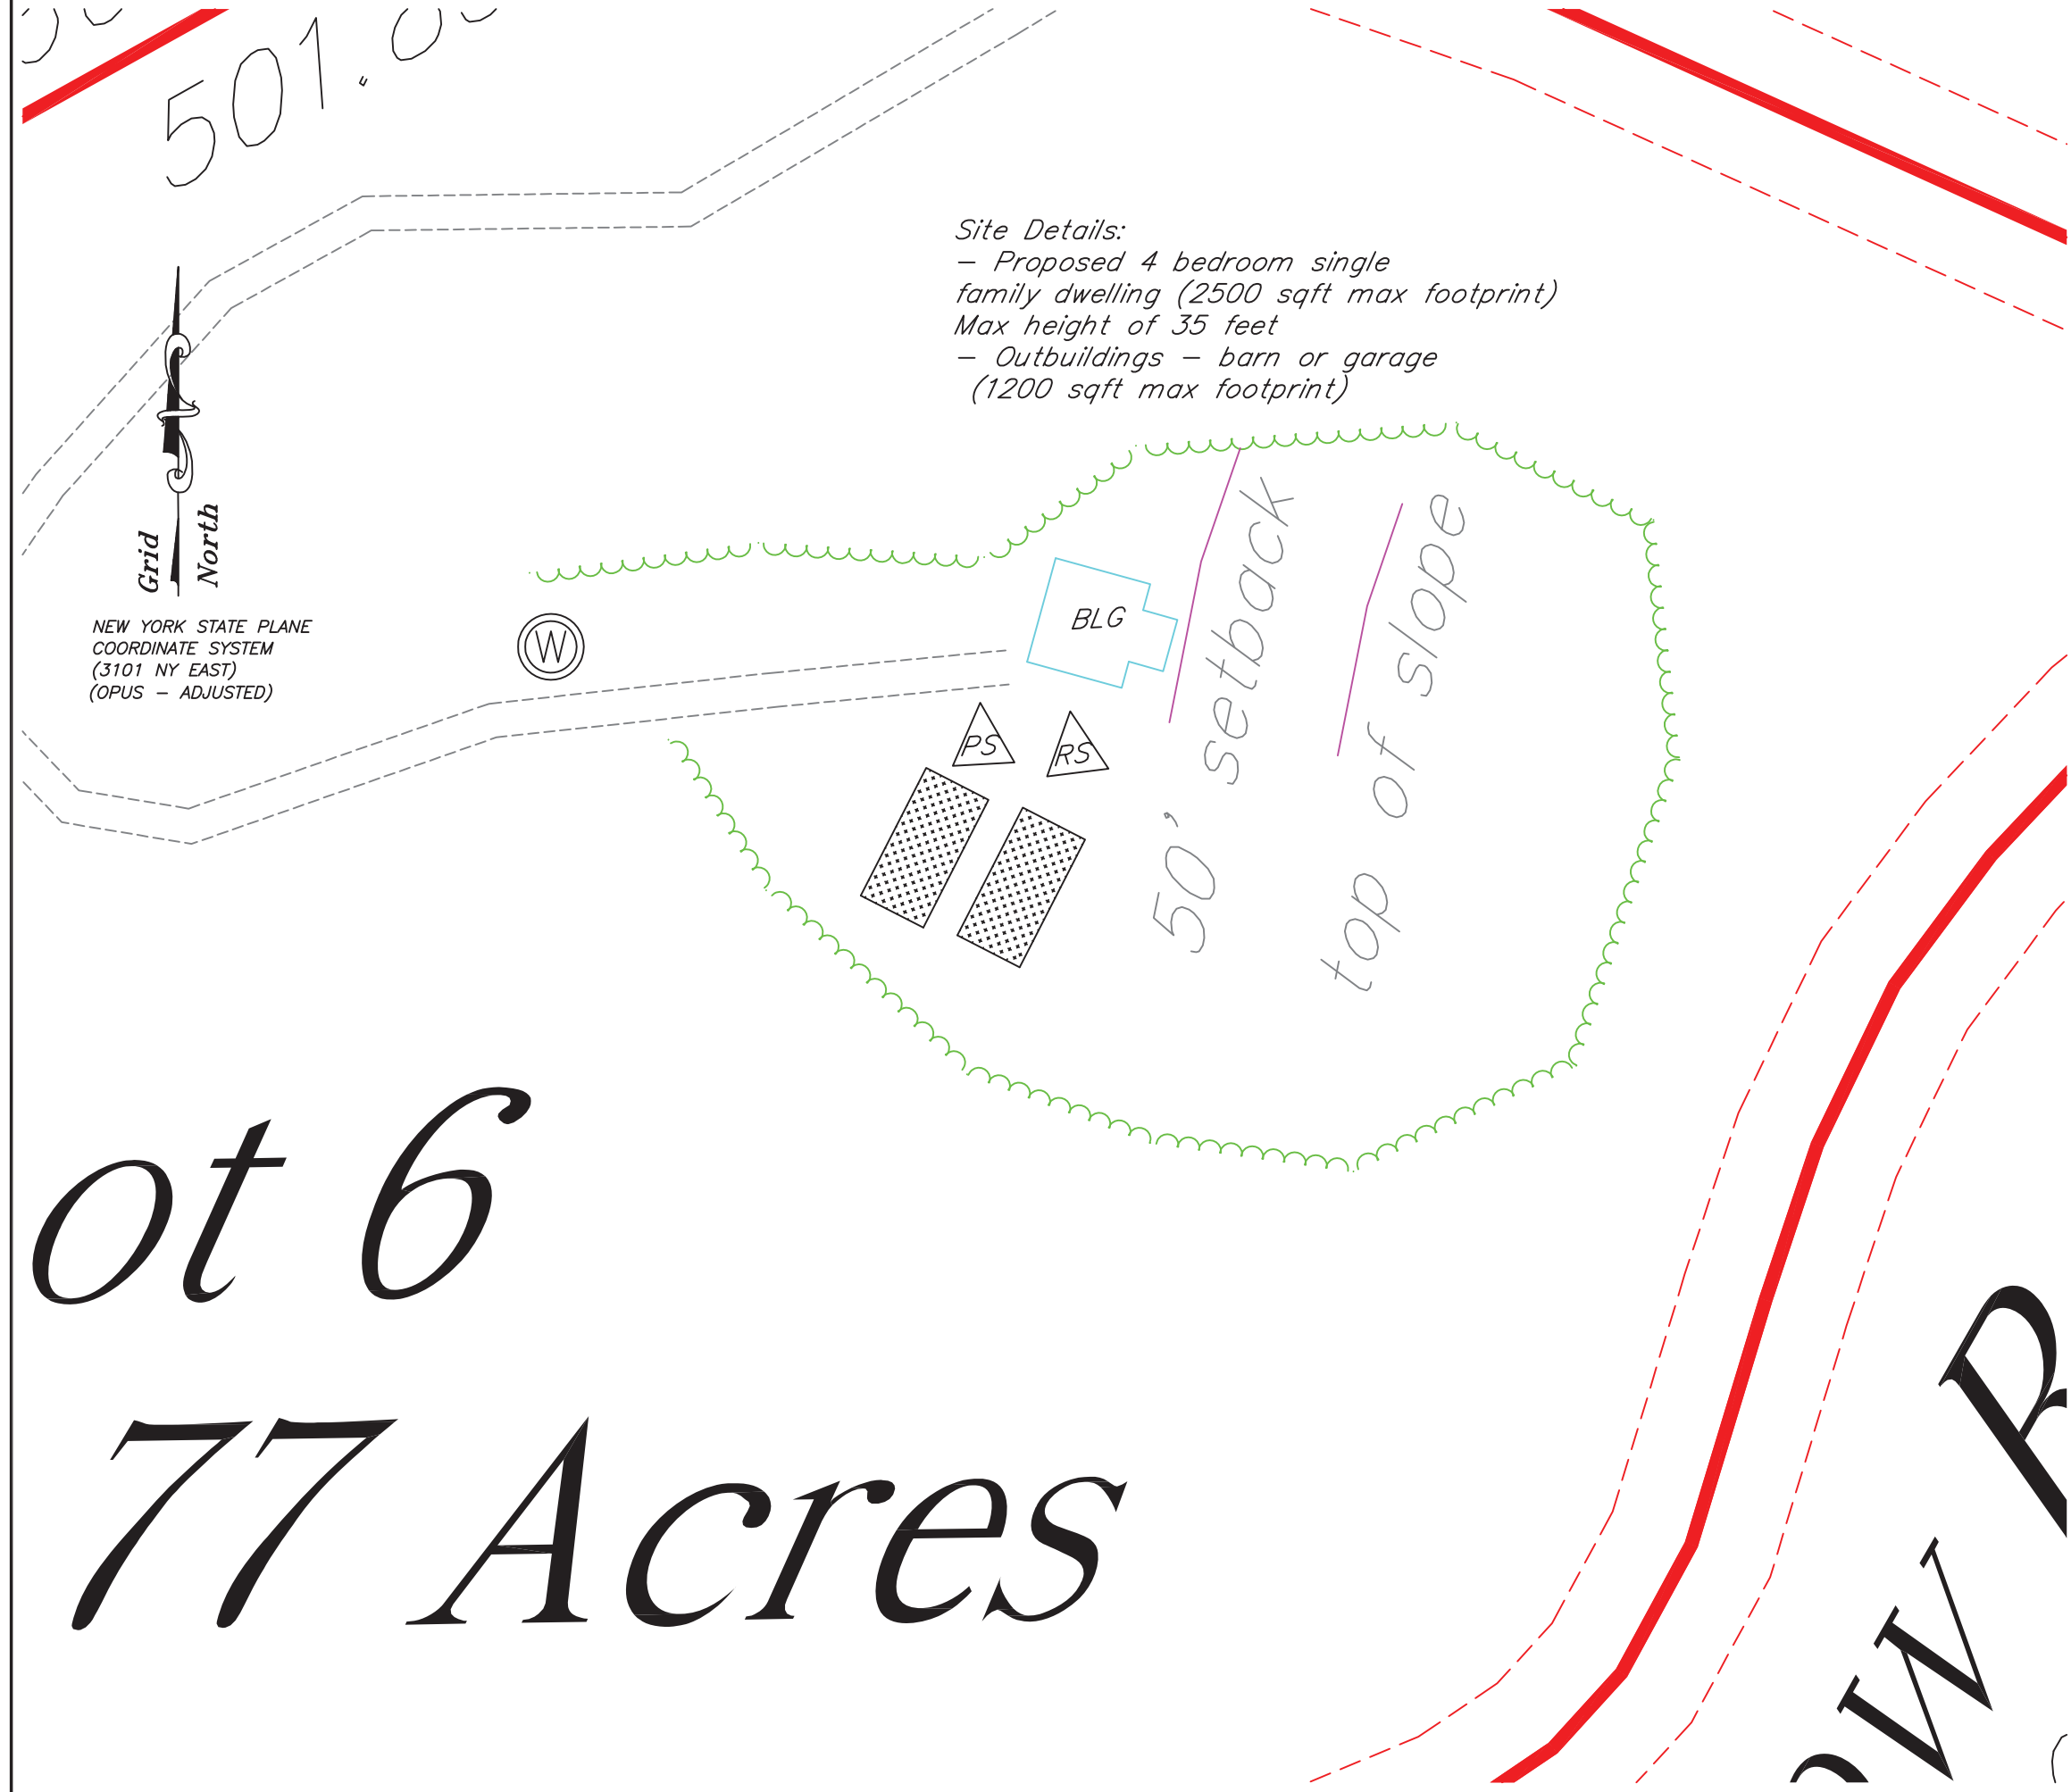 501.
Site Details:
– Proposed 4 bedroom single
family dwelling (2500 sqft max footprint)
Max height of 35 feet
– Outbuildings – barn or garage
(1200 sqft max footprint)
Grid
North
NEW YORK STATE PLANE
COORDINATE SYSTEM
(3101 NY EAST)
(OPUS – ADJUSTED)
W
BLG
50' setback
top of slope
PS
RS
ot 6
77 Acres
w R